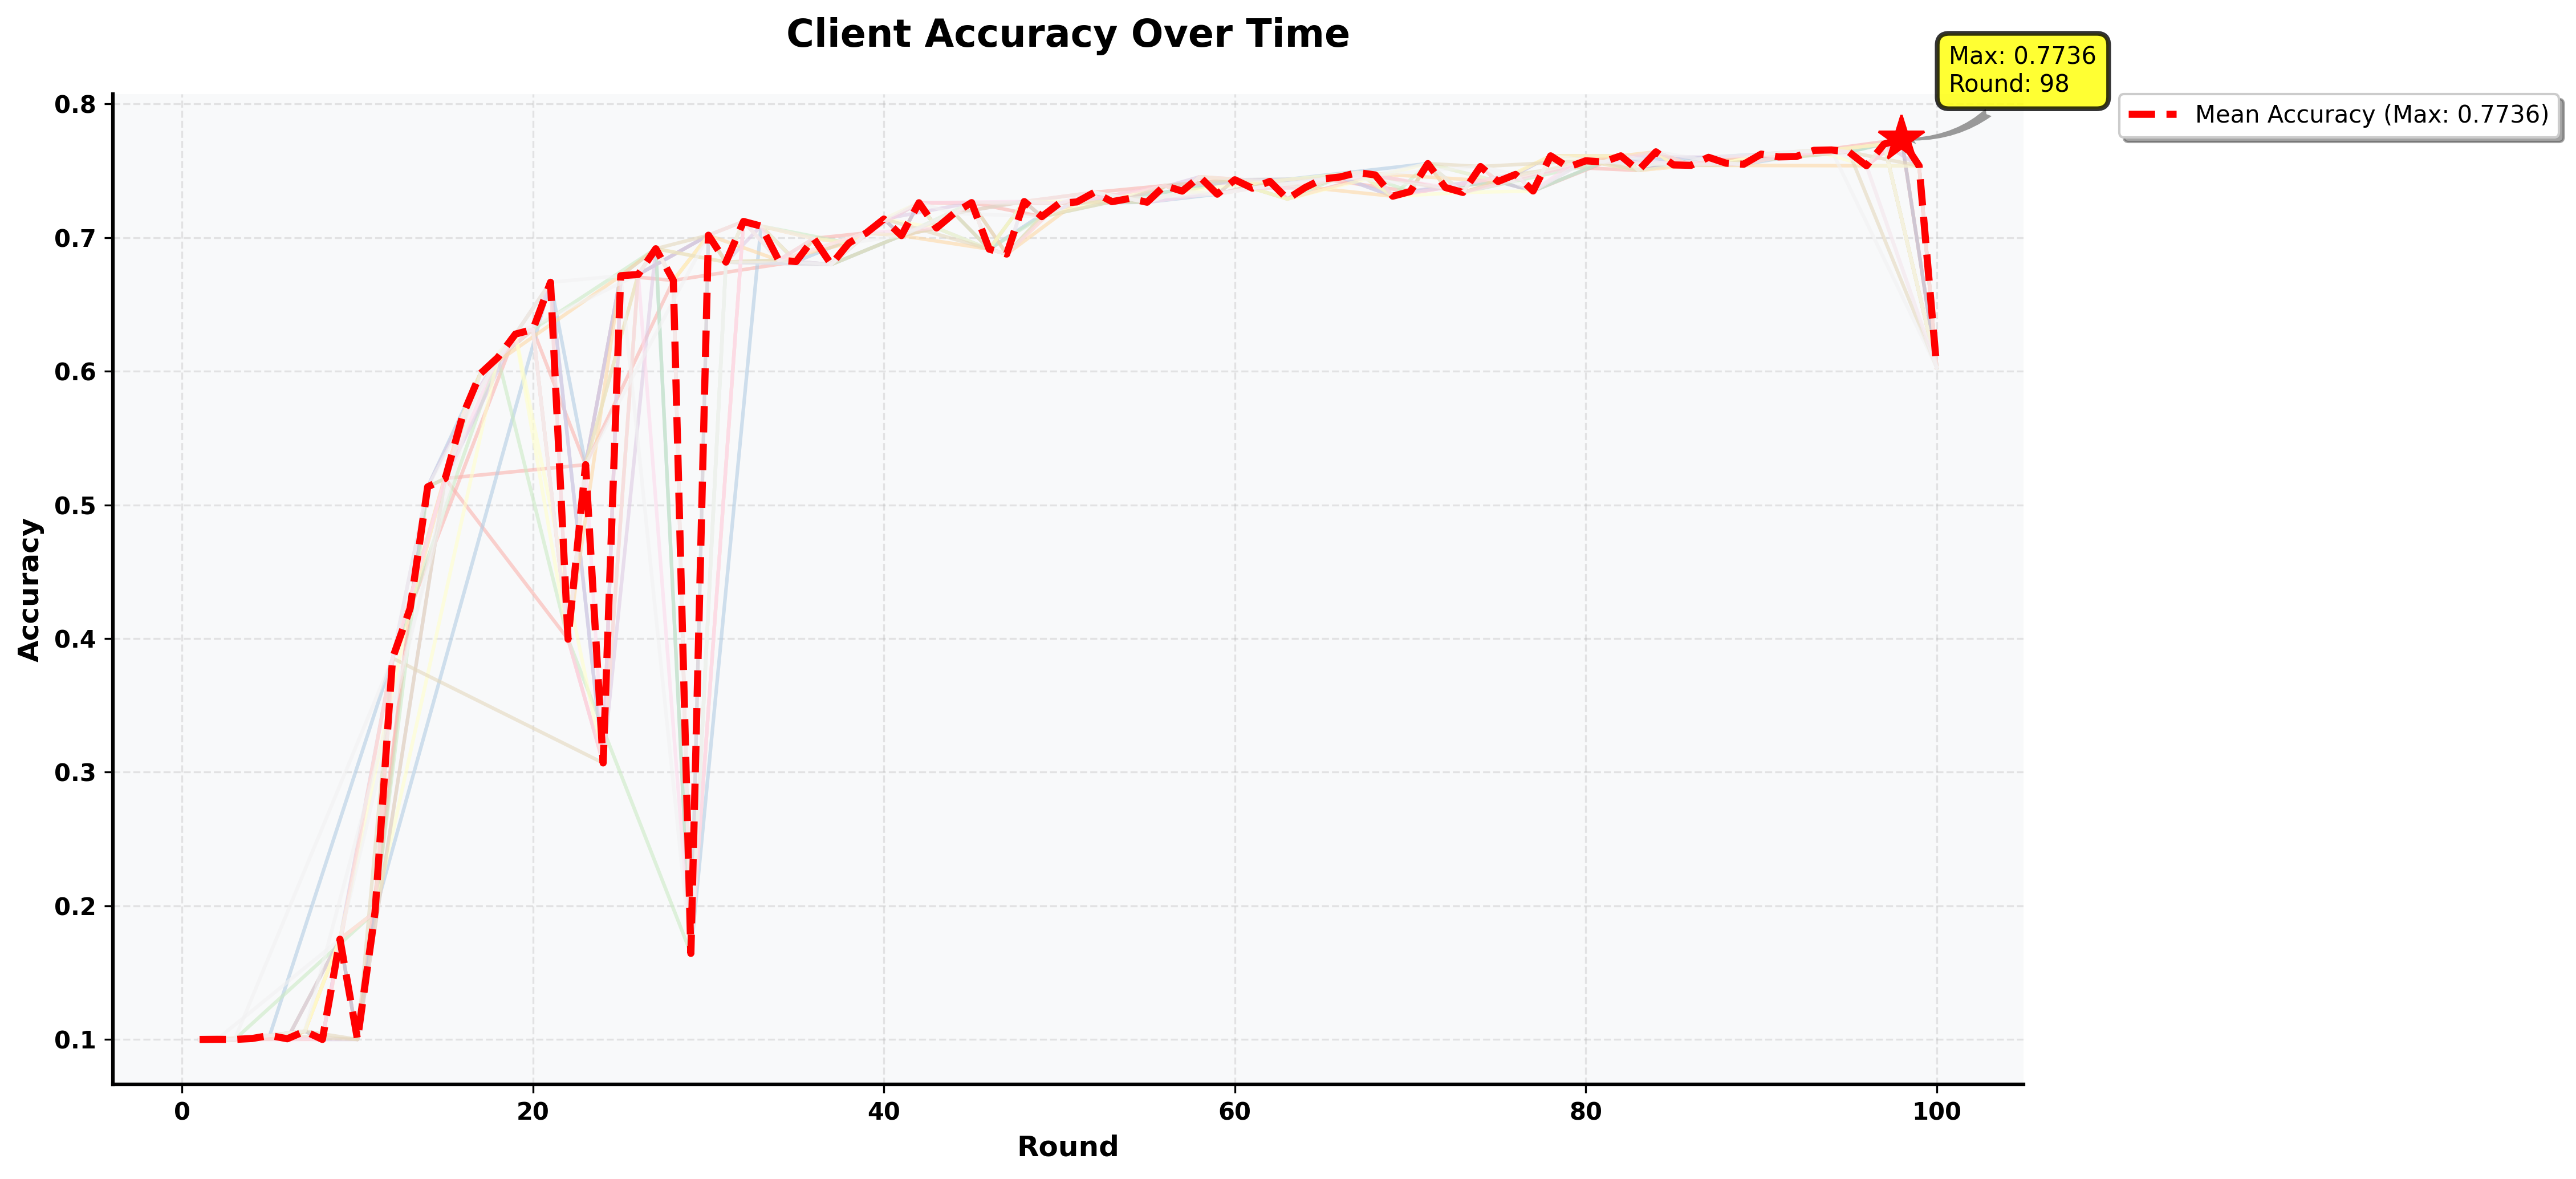 Client Accuracy Over Time
Max: 0.7736
Round: 98
Mean Accuracy (Max: 0.7736)
0.8
0.7
0.6
0.5
0.4
0.3
0.2
0.1
Accuracy
0 20 40 60 80 100
Round